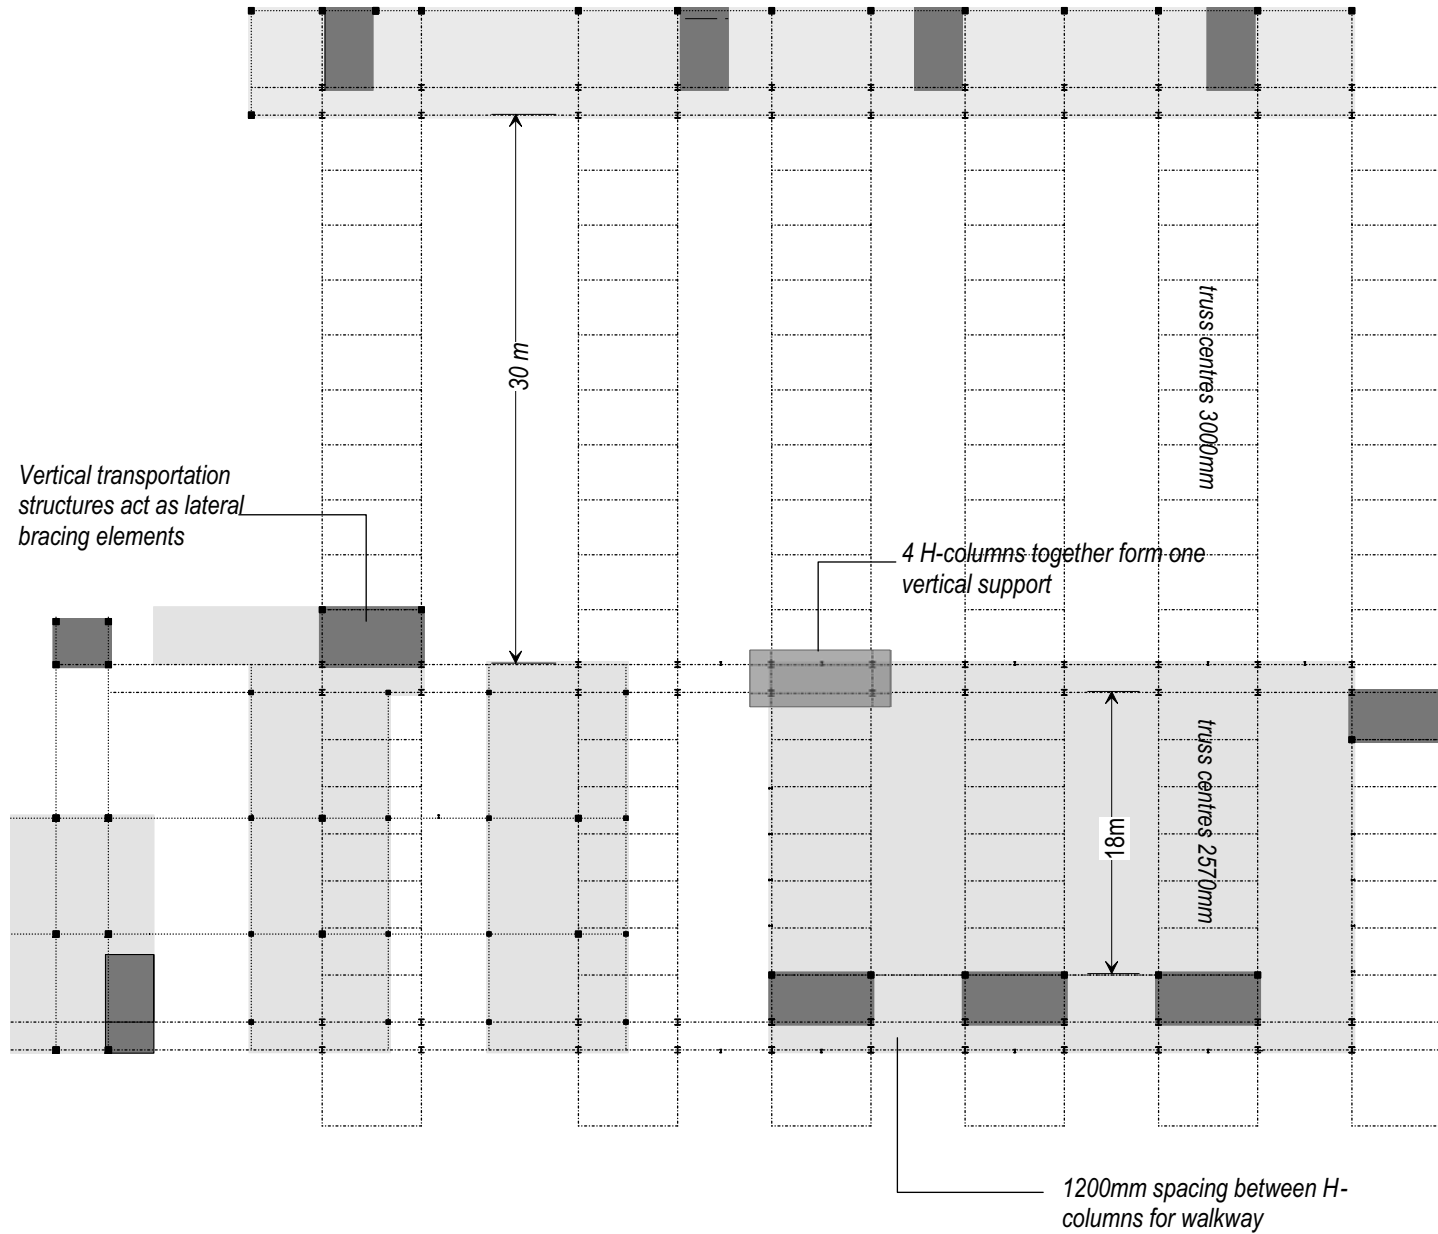 30 m
truss centres 3000mm
Vertical transportation
structures act as lateral
bracing elements
4 H-columns together form one
vertical support
18m
truss centres 2570mm
1200mm spacing between H-
columns for walkway